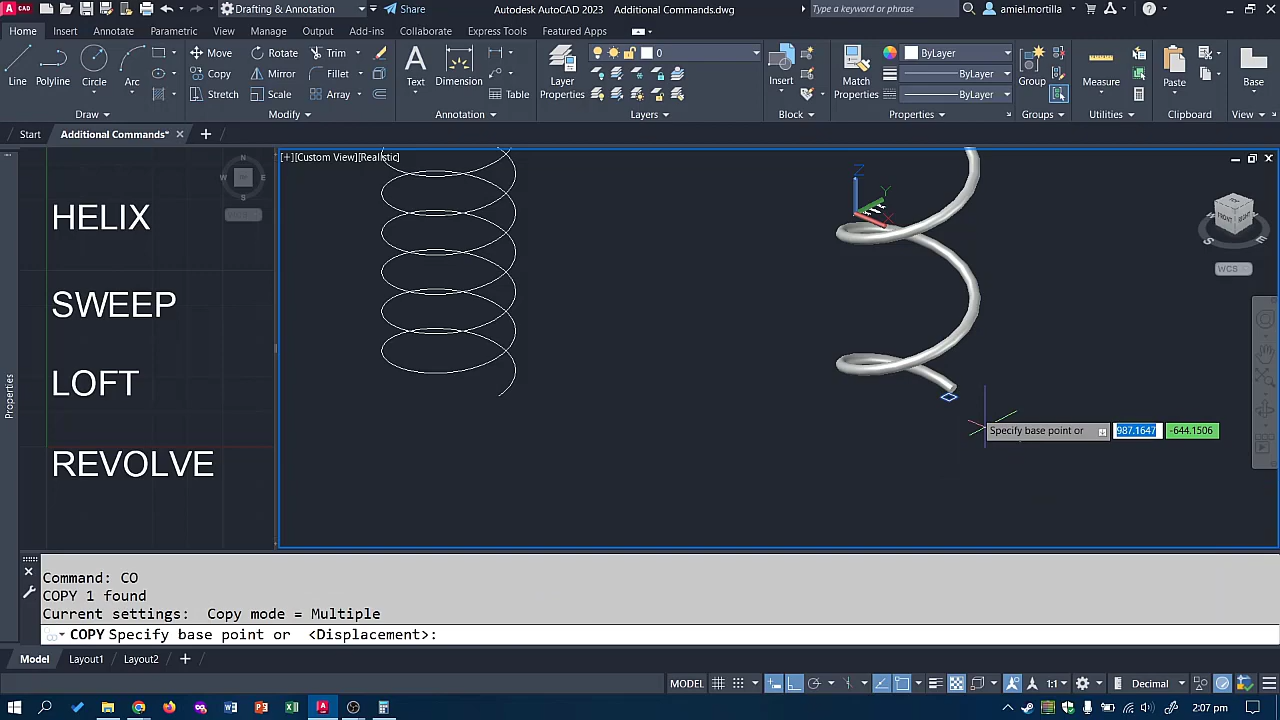 CAD
Drafting & Annotation
Share
Autodesk AutoCAD 2023
Additional Commands.dwg
Type a keyword or phrase
amiel.mortilla
Home
Insert
Annotate
Parametric
View
Manage
Output
Add-ins
Collaborate
Express Tools
Featured Apps
Line
Polyline
Circle
Arc
Move
Rotate
Trim
Copy
Mirror
Fillet
Stretch
Scale
Array
Text
Dimension
Table
Layer
Properties
0
Insert
Match
Properties
ByLayer
ByLayer
ByLayer
Group
Measure
Paste
Base
Draw
Modify
Annotation
Layers
Block
Properties
Groups
Utilities
Clipboard
View
Start
Additional Commands*
[+][Custom View][Realistic]
N
W
E
S
HELIX
SWEEP
LOFT
REVOLVE
Z
Y
X
TOP
FRONT
RIGHT
S
E
WCS
Properties
Specify base point or
987.1647
-644.1506
Command: CO
COPY 1 found
Current settings:  Copy mode = Multiple
COPY Specify base point or  <Displacement>:
Model
Layout1
Layout2
MODEL
1:1
Decimal
2:07 pm